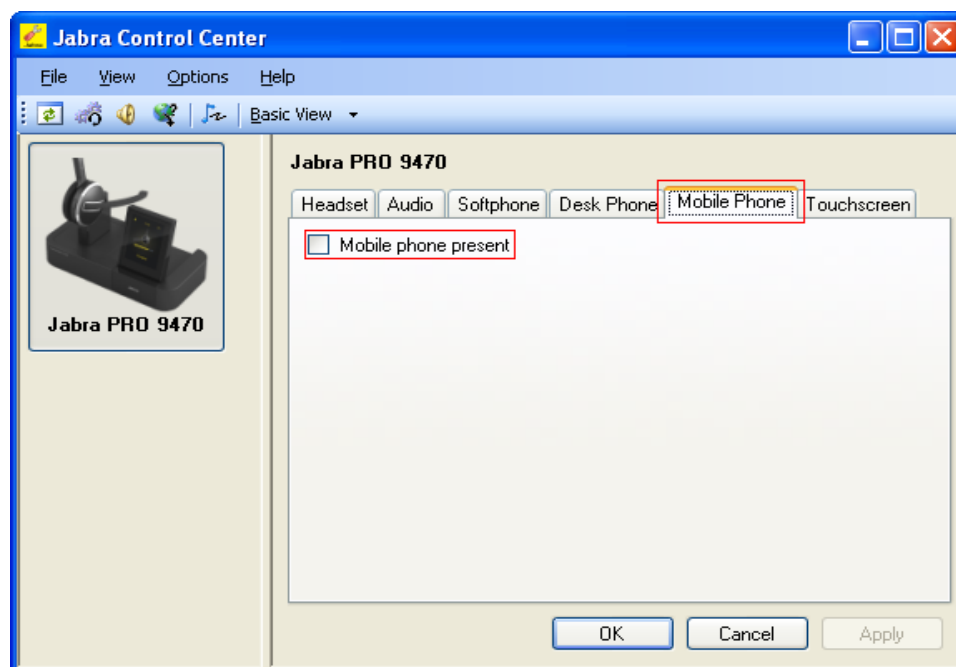 Jabra Control Center
File View Options Help
Basic View
Jabra PRO 9470
Jabra PRO 9470
Headset Audio Softphone Desk Phone Mobile Phone Touchscreen
Mobile phone present
OK Cancel Apply